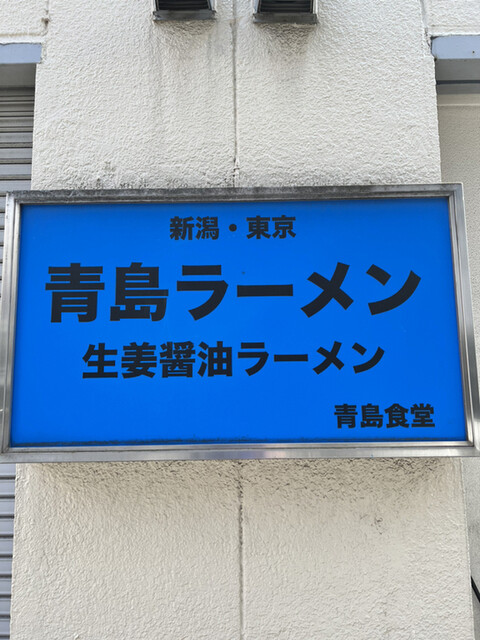 新潟・東京
青島ラーメン
生姜醤油ラーメン
青島食堂